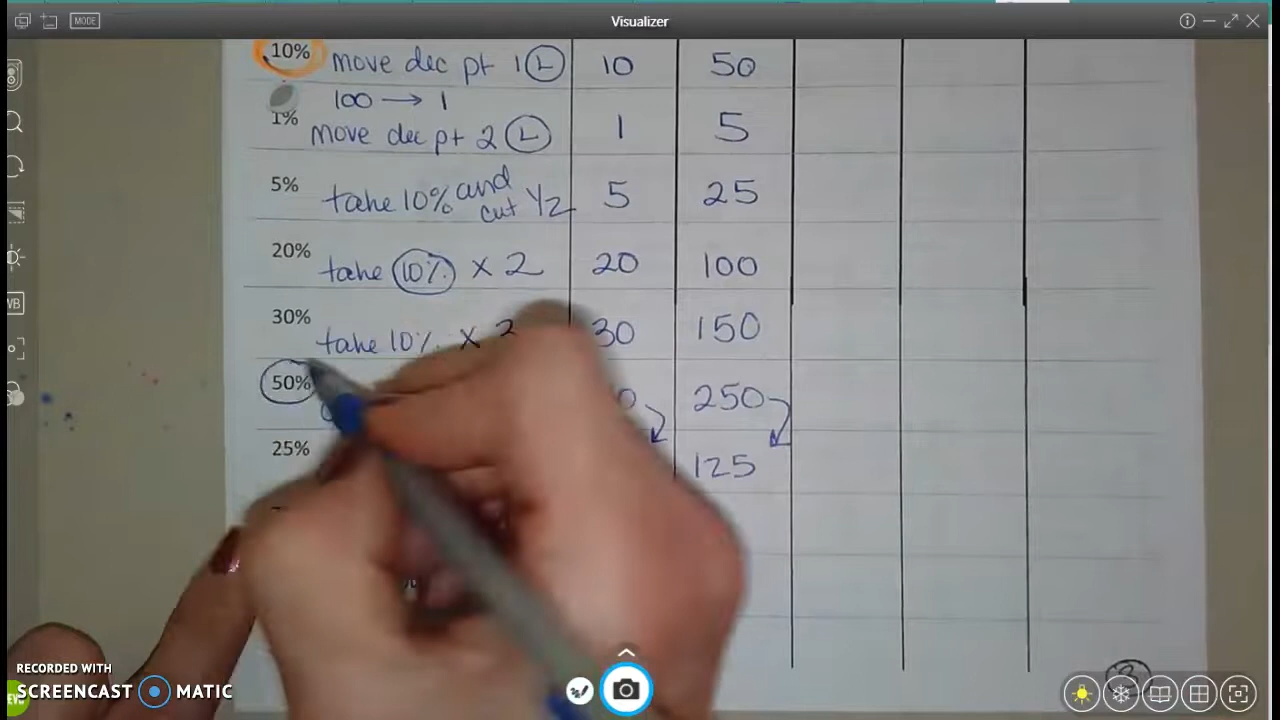 MODE
Visualizer
10% move dec pt 1 L 10 50
100 → 1
1% move dec pt 2 L 1 5
5% take 10% and cut 1/2 5 25
20% take 10% x 2 20 100
30% take 10% x 30 150
50% 250
25% 125
WB
3
RECORDED WITH
SCREENCAST MATIC